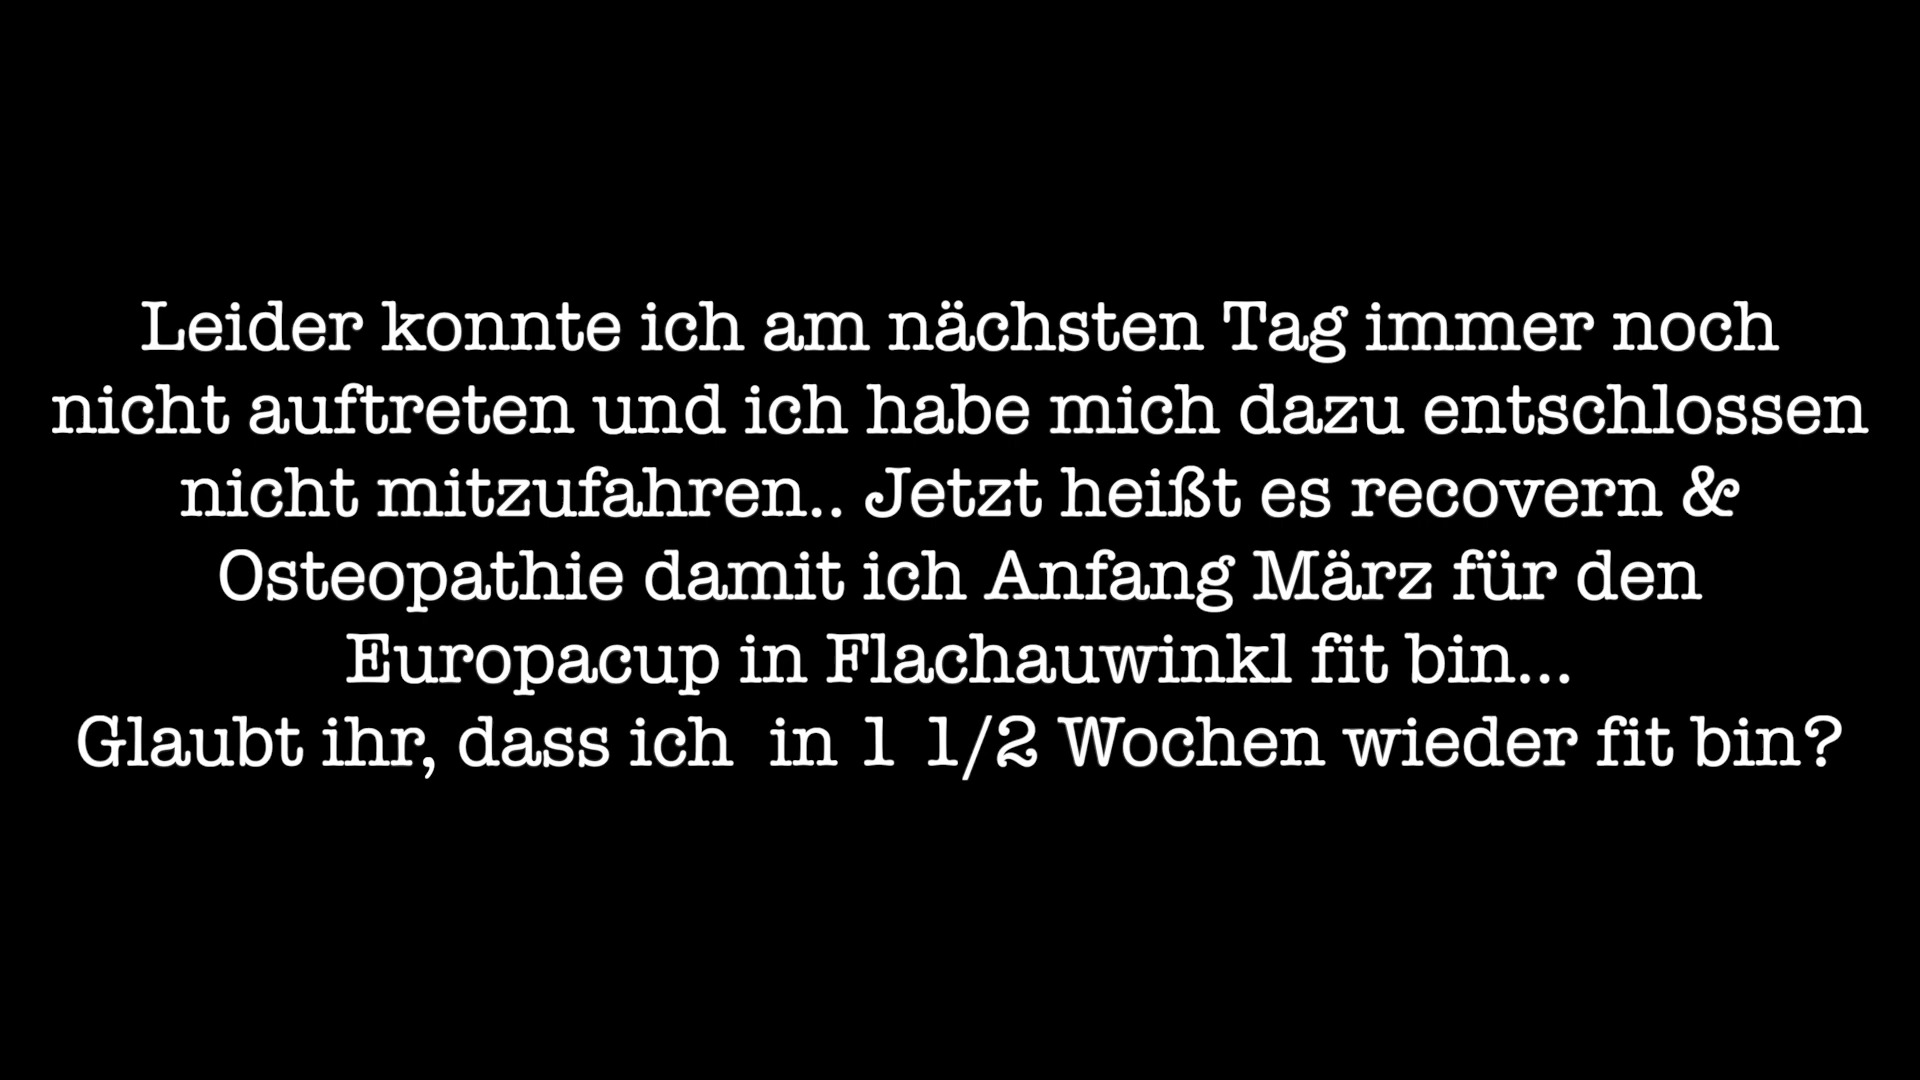 Leider konnte ich am nächsten Tag immer noch
nicht auftreten und ich habe mich dazu entschlossen
nicht mitzufahren.. Jetzt heißt es recovern &
Osteopathie damit ich Anfang März für den
Europacup in Flachauwinkl fit bin...
Glaubt ihr, dass ich  in 1 1/2 Wochen wieder fit bin?